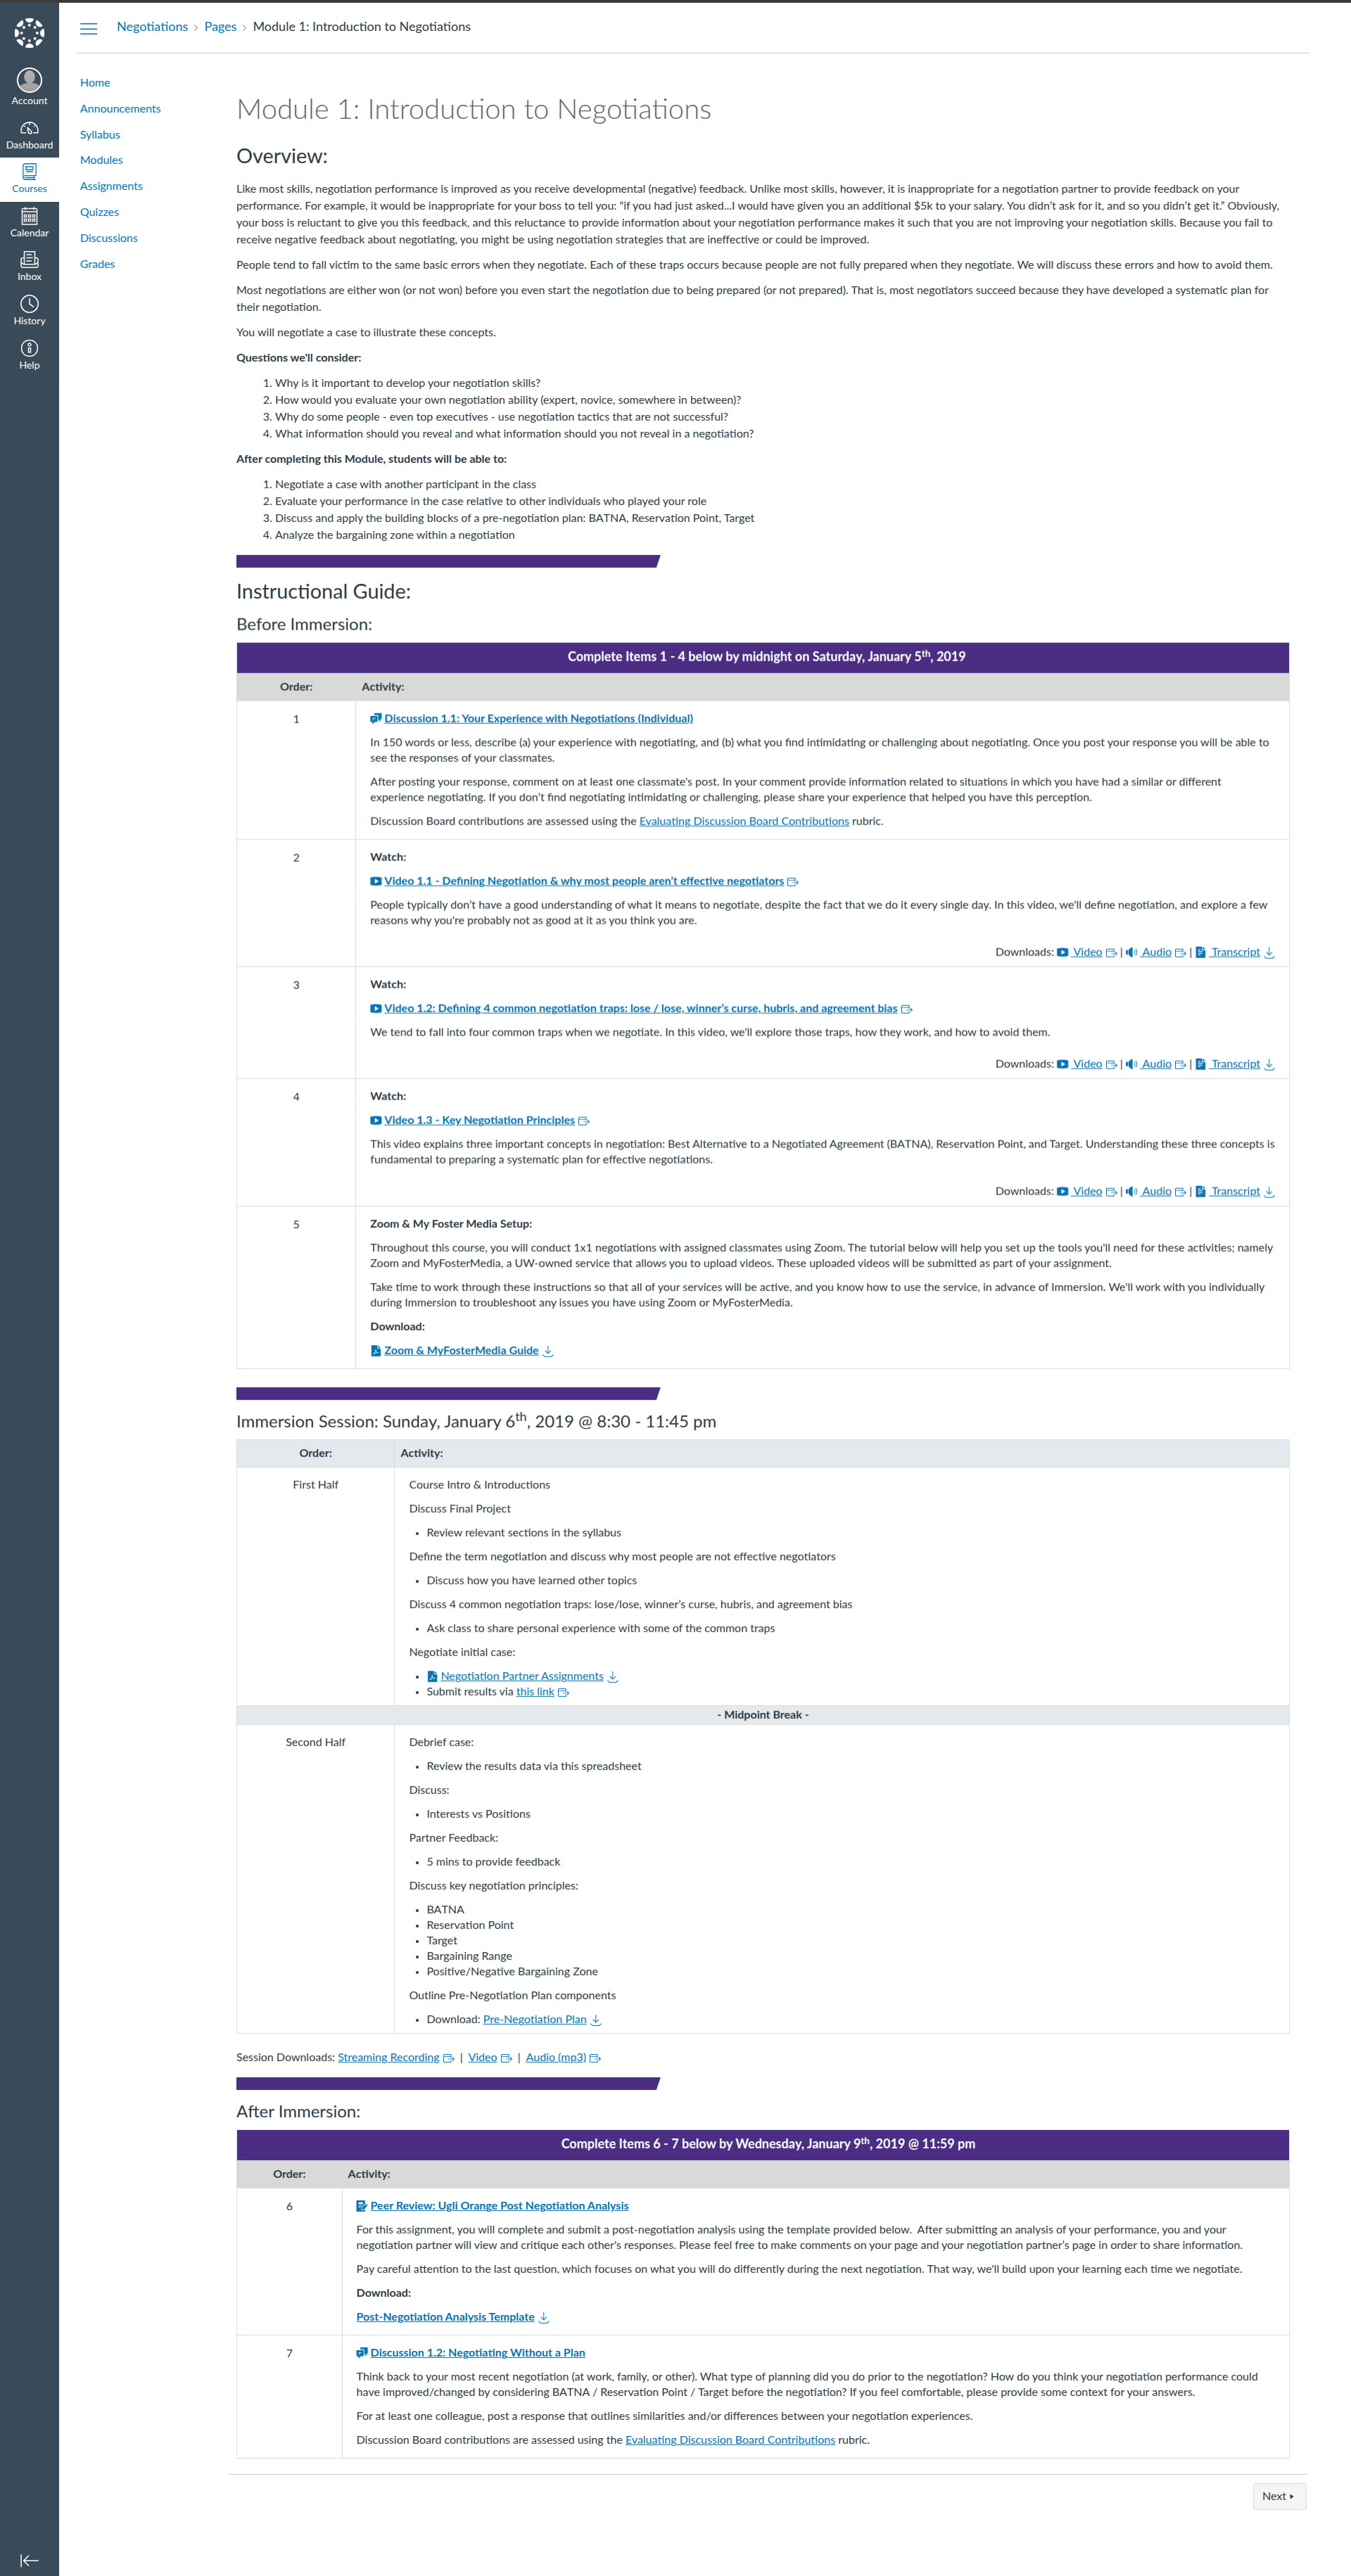 Negotiations › Pages › Module 1: Introduction to Negotiations
Account
Dashboard
Courses
Calendar
Inbox
History
Help
Home
Announcements
Syllabus
Modules
Assignments
Quizzes
Discussions
Grades
Module 1: Introduction to Negotiations
Overview:
Like most skills, negotiation performance is improved as you receive developmental (negative) feedback. Unlike most skills, however, it is inappropriate for a negotiation partner to provide feedback on your
performance. For example, it would be inappropriate for your boss to tell you: “if you had just asked...I would have given you an additional $5k to your salary. You didn’t ask for it, and so you didn’t get it.” Obviously,
your boss is reluctant to give you this feedback, and this reluctance to provide information about your negotiation performance makes it such that you are not improving your negotiation skills. Because you fail to
receive negative feedback about negotiating, you might be using negotiation strategies that are ineffective or could be improved.
People tend to fall victim to the same basic errors when they negotiate. Each of these traps occurs because people are not fully prepared when they negotiate. We will discuss these errors and how to avoid them.
Most negotiations are either won (or not won) before you even start the negotiation due to being prepared (or not prepared). That is, most negotiators succeed because they have developed a systematic plan for
their negotiation.
You will negotiate a case to illustrate these concepts.
Questions we'll consider:
1. Why is it important to develop your negotiation skills?
2. How would you evaluate your own negotiation ability (expert, novice, somewhere in between)?
3. Why do some people - even top executives - use negotiation tactics that are not successful?
4. What information should you reveal and what information should you not reveal in a negotiation?
After completing this Module, students will be able to:
1. Negotiate a case with another participant in the class
2. Evaluate your performance in the case relative to other individuals who played your role
3. Discuss and apply the building blocks of a pre-negotiation plan: BATNA, Reservation Point, Target
4. Analyze the bargaining zone within a negotiation
Instructional Guide:
Before Immersion:
Complete Items 1 - 4 below by midnight on Saturday, January 5th, 2019
Order: Activity:
1
Discussion 1.1: Your Experience with Negotiations (Individual)
In 150 words or less, describe (a) your experience with negotiating, and (b) what you find intimidating or challenging about negotiating. Once you post your response you will be able to
see the responses of your classmates.
After posting your response, comment on at least one classmate's post. In your comment provide information related to situations in which you have had a similar or different
experience negotiating. If you don’t find negotiating intimidating or challenging, please share your experience that helped you have this perception.
Discussion Board contributions are assessed using the Evaluating Discussion Board Contributions rubric.
2
Watch:
Video 1.1 - Defining Negotiation & why most people aren’t effective negotiators
People typically don’t have a good understanding of what it means to negotiate, despite the fact that we do it every single day. In this video, we'll define negotiation, and explore a few
reasons why you're probably not as good at it as you think you are.
Downloads: Video | Audio | Transcript
3
Watch:
Video 1.2: Defining 4 common negotiation traps: lose / lose, winner’s curse, hubris, and agreement bias
We tend to fall into four common traps when we negotiate. In this video, we'll explore those traps, how they work, and how to avoid them.
Downloads: Video | Audio | Transcript
4
Watch:
Video 1.3 - Key Negotiation Principles
This video explains three important concepts in negotiation: Best Alternative to a Negotiated Agreement (BATNA), Reservation Point, and Target. Understanding these three concepts is
fundamental to preparing a systematic plan for effective negotiations.
Downloads: Video | Audio | Transcript
5
Zoom & My Foster Media Setup:
Throughout this course, you will conduct 1x1 negotiations with assigned classmates using Zoom. The tutorial below will help you set up the tools you'll need for these activities; namely
Zoom and MyFosterMedia, a UW-owned service that allows you to upload videos. These uploaded videos will be submitted as part of your assignment.
Take time to work through these instructions so that all of your services will be active, and you know how to use the service, in advance of Immersion. We'll work with you individually
during Immersion to troubleshoot any issues you have using Zoom or MyFosterMedia.
Download:
Zoom & MyFosterMedia Guide
Immersion Session: Sunday, January 6th, 2019 @ 8:30 - 11:45 pm
Order: Activity:
First Half
Course Intro & Introductions
Discuss Final Project
• Review relevant sections in the syllabus
Define the term negotiation and discuss why most people are not effective negotiators
• Discuss how you have learned other topics
Discuss 4 common negotiation traps: lose/lose, winner’s curse, hubris, and agreement bias
• Ask class to share personal experience with some of the common traps
Negotiate initial case:
• Negotiation Partner Assignments
• Submit results via this link
- Midpoint Break -
Second Half
Debrief case:
• Review the results data via this spreadsheet
Discuss:
• Interests vs Positions
Partner Feedback:
• 5 mins to provide feedback
Discuss key negotiation principles:
• BATNA
• Reservation Point
• Target
• Bargaining Range
• Positive/Negative Bargaining Zone
Outline Pre-Negotiation Plan components
• Download: Pre-Negotiation Plan
Session Downloads: Streaming Recording | Video | Audio (mp3)
After Immersion:
Complete Items 6 - 7 below by Wednesday, January 9th, 2019 @ 11:59 pm
Order: Activity:
6
Peer Review: Ugli Orange Post Negotiation Analysis
For this assignment, you will complete and submit a post-negotiation analysis using the template provided below. After submitting an analysis of your performance, you and your
negotiation partner will view and critique each other’s responses. Please feel free to make comments on your page and your negotiation partner’s page in order to share information.
Pay careful attention to the last question, which focuses on what you will do differently during the next negotiation. That way, we'll build upon your learning each time we negotiate.
Download:
Post-Negotiation Analysis Template
7
Discussion 1.2: Negotiating Without a Plan
Think back to your most recent negotiation (at work, family, or other). What type of planning did you do prior to the negotiation? How do you think your negotiation performance could
have improved/changed by considering BATNA / Reservation Point / Target before the negotiation? If you feel comfortable, please provide some context for your answers.
For at least one colleague, post a response that outlines similarities and/or differences between your negotiation experiences.
Discussion Board contributions are assessed using the Evaluating Discussion Board Contributions rubric.
Next ▸